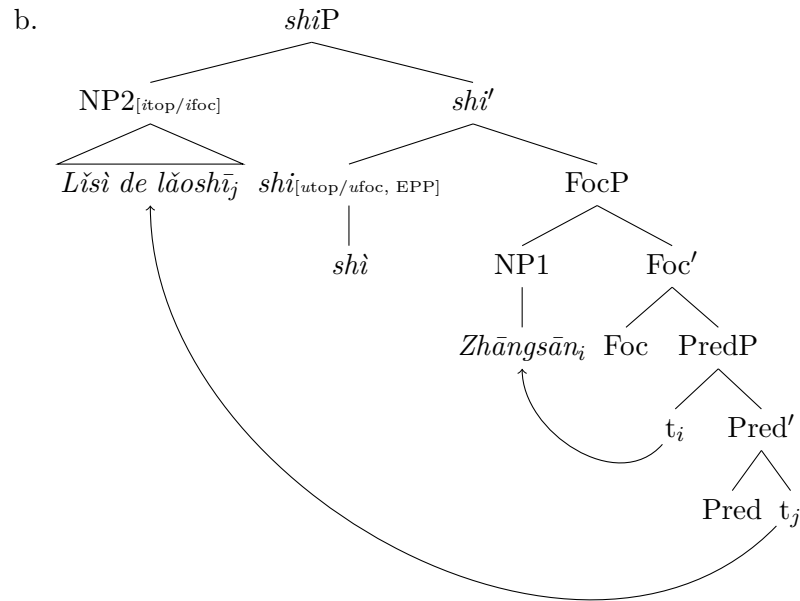 b.
shiP
NP2[itop/ifoc] shi′
Lǐsì de lǎoshī_j shi[utop/ufoc, EPP] FocP
shì NP1 Foc′
Zhāngsān_i Foc PredP
t_i Pred′
Pred t_j